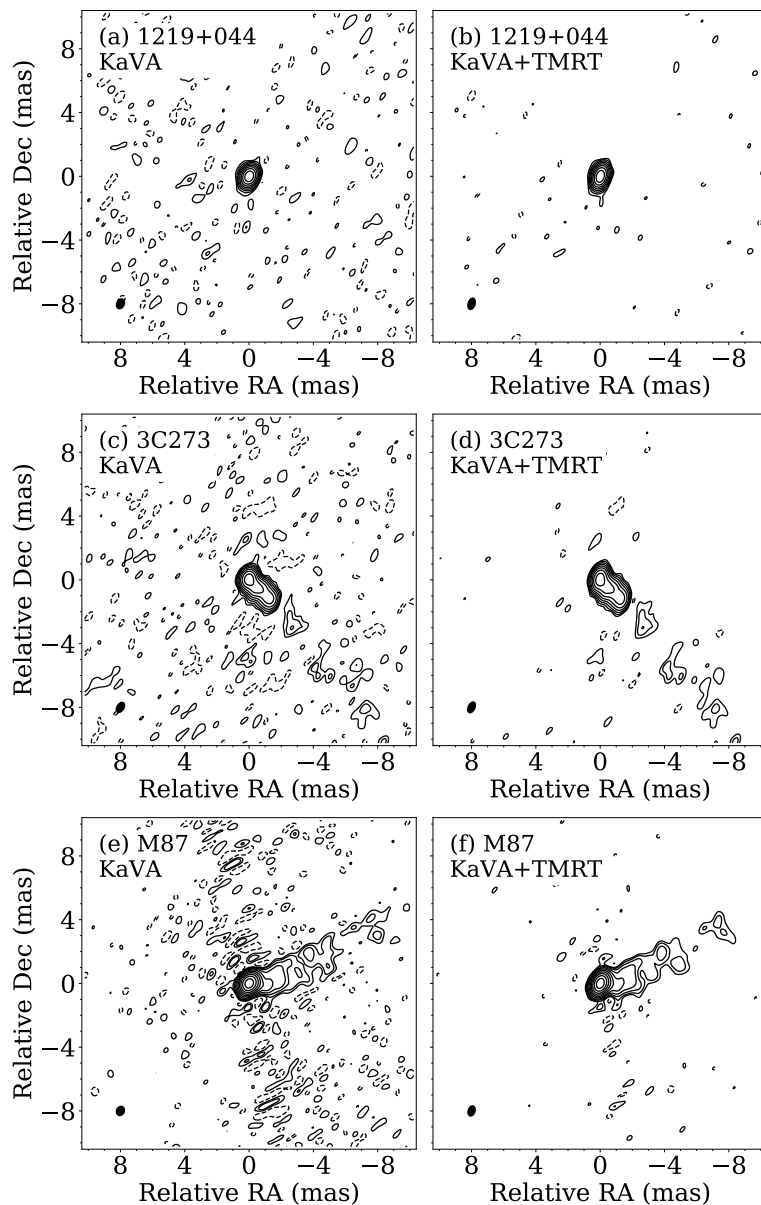 (a) 1219+044
KaVA
(b) 1219+044
KaVA+TMRT
8
4
0
−4
−8
Relative Dec (mas)
8 4 0 −4 −8
8 4 0 −4 −8
Relative RA (mas)
Relative RA (mas)
(c) 3C273
KaVA
(d) 3C273
KaVA+TMRT
8
4
0
−4
−8
Relative Dec (mas)
8 4 0 −4 −8
8 4 0 −4 −8
Relative RA (mas)
Relative RA (mas)
(e) M87
KaVA
(f) M87
KaVA+TMRT
8
4
0
−4
−8
Relative Dec (mas)
8 4 0 −4 −8
8 4 0 −4 −8
Relative RA (mas)
Relative RA (mas)